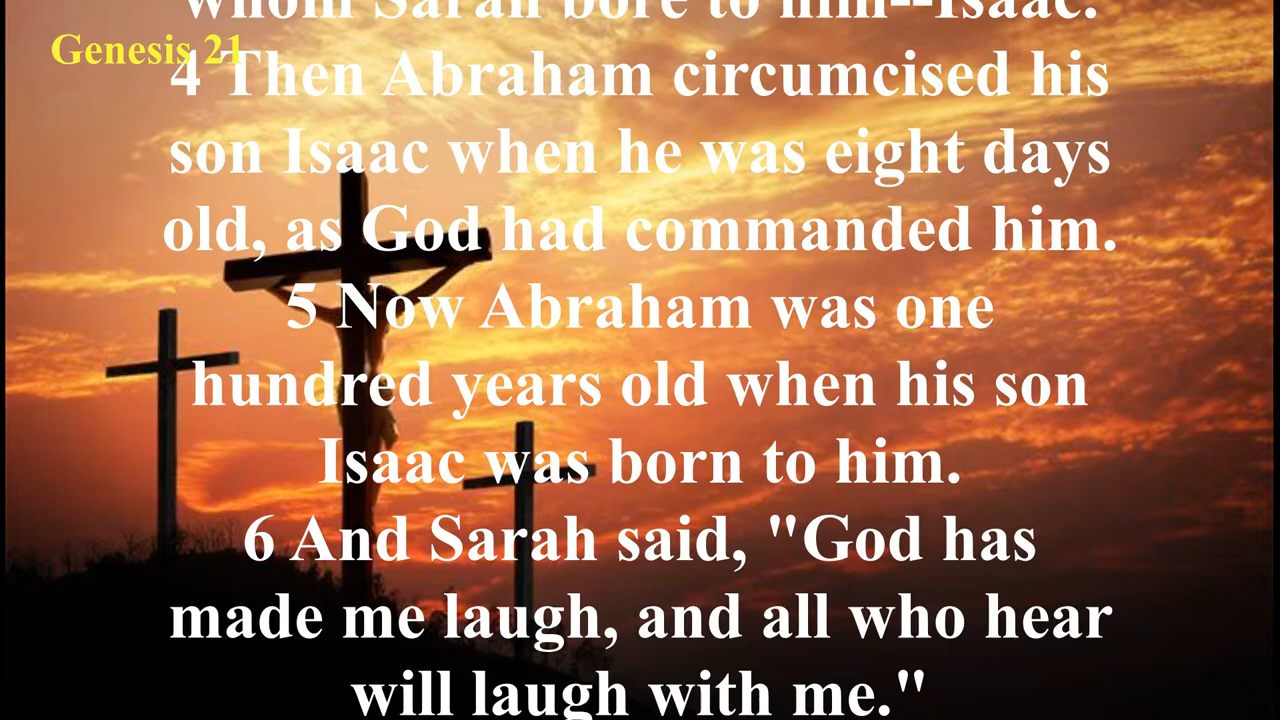 whom Sarah bore to him--Isaac.
Genesis 21
4 Then Abraham circumcised his
son Isaac when he was eight days
old, as God had commanded him.
5 Now Abraham was one
hundred years old when his son
Isaac was born to him.
6 And Sarah said, "God has
made me laugh, and all who hear
will laugh with me."